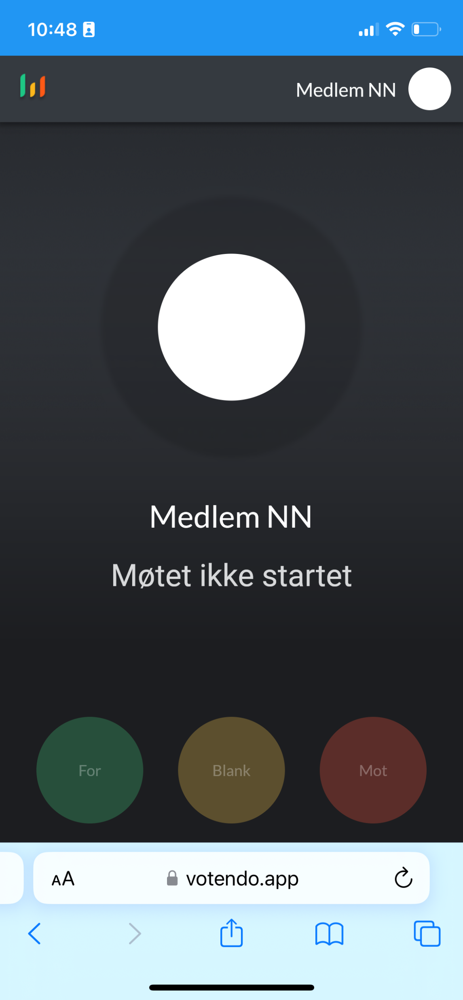 10:48
Medlem NN
Medlem NN
Møtet ikke startet
For Blank Mot
AA votendo.app